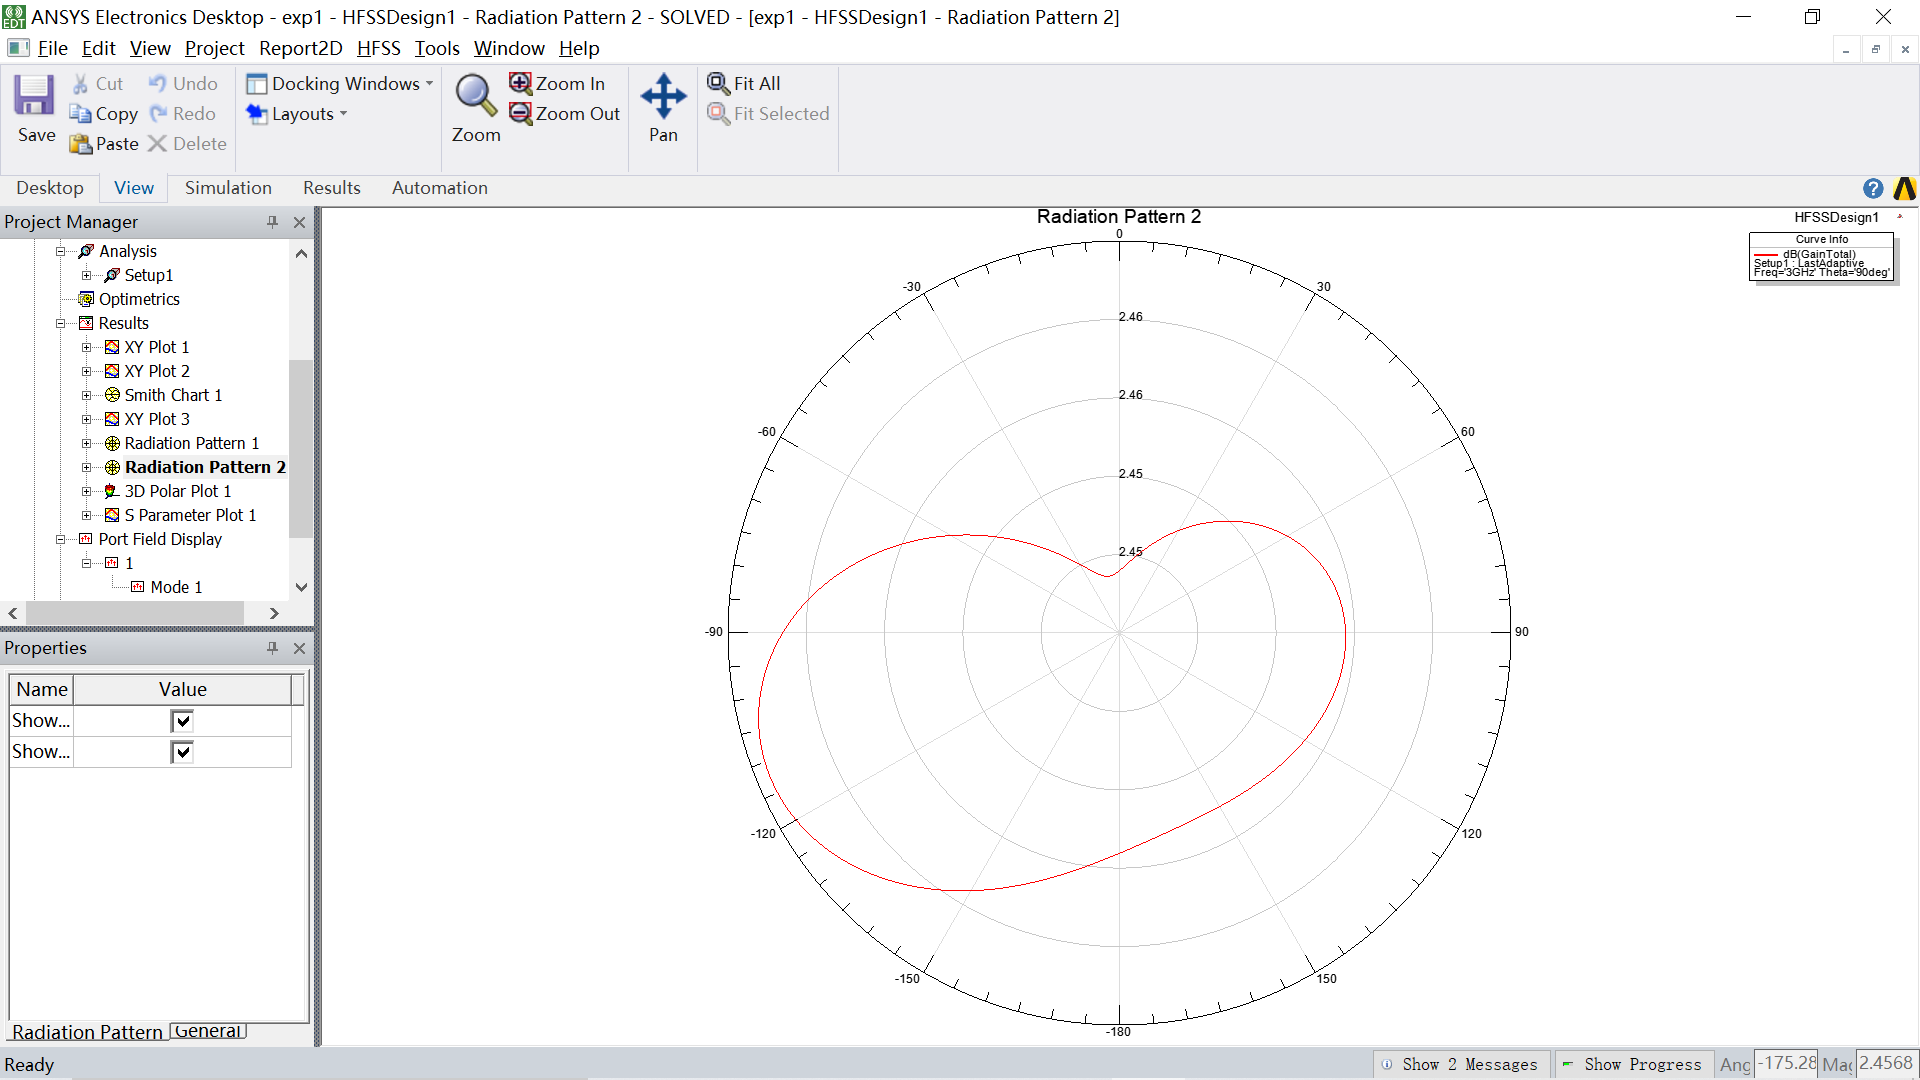 ANSYS Electronics Desktop - exp1 - HFSSDesign1 - Radiation Pattern 2 - SOLVED - [exp1 - HFSSDesign1 - Radiation Pattern 2]
EDT
File Edit View Project Report2D HFSS Tools Window Help
Save
Cut
Copy
Paste
Undo
Redo
Delete
Docking Windows
Layouts
Zoom
Zoom In
Zoom Out
Pan
Fit All
Fit Selected
Desktop View Simulation Results Automation
Project Manager
Analysis
Setup1
Optimetrics
Results
XY Plot 1
XY Plot 2
Smith Chart 1
XY Plot 3
Radiation Pattern 1
Radiation Pattern 2
3D Polar Plot 1
S Parameter Plot 1
Port Field Display
1
Mode 1
Properties
Name Value
Show...
Show...
Radiation Pattern General
Radiation Pattern 2
HFSSDesign1
Curve Info
dB(GainTotal)
Setup1 : LastAdaptive
Freq='3GHz' Theta='90deg'
0
-30 30
2.46
2.46
-60 60
2.45
2.45
-90 90
-120 120
-150 150
-180
Ready
Show 2 Messages Show Progress Ang -175.28 Mag 2.4568